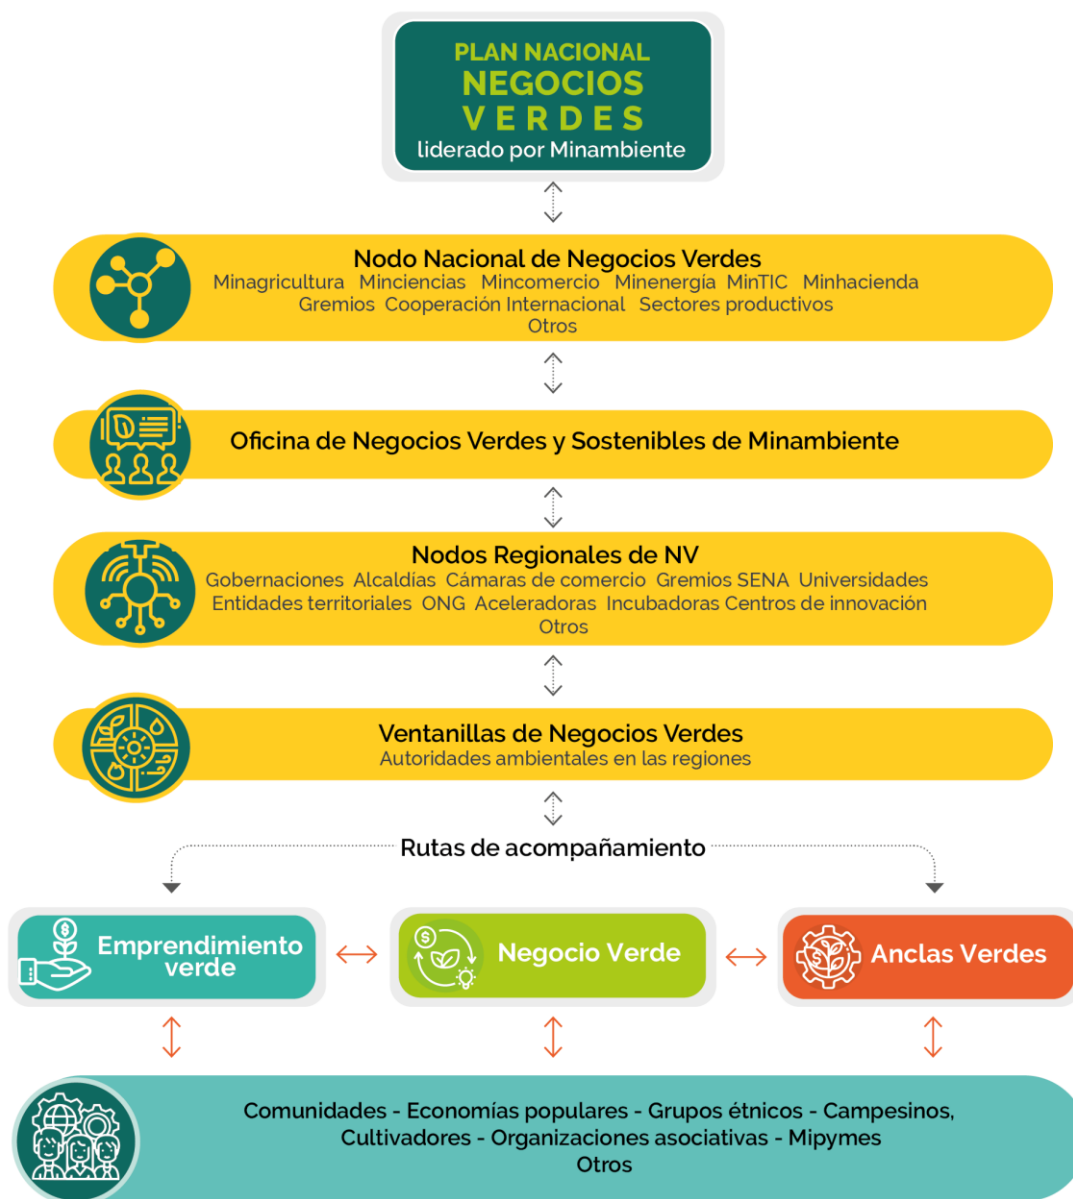 PLAN NACIONAL
NEGOCIOS
VERDES
liderado por Minambiente
Nodo Nacional de Negocios Verdes
Minagricultura Minciencias Mincomercio Minenergía MinTIC Minhacienda
Gremios Cooperación Internacional Sectores productivos
Otros
Oficina de Negocios Verdes y Sostenibles de Minambiente
Nodos Regionales de NV
Gobernaciones Alcaldías Cámaras de comercio Gremios SENA Universidades
Entidades territoriales ONG Aceleradoras Incubadoras Centros de innovación
Otros
Ventanillas de Negocios Verdes
Autoridades ambientales en las regiones
Rutas de acompañamiento
Emprendimiento
verde
Negocio Verde
Anclas Verdes
Comunidades - Economías populares - Grupos étnicos - Campesinos,
Cultivadores - Organizaciones asociativas - Mipymes
Otros